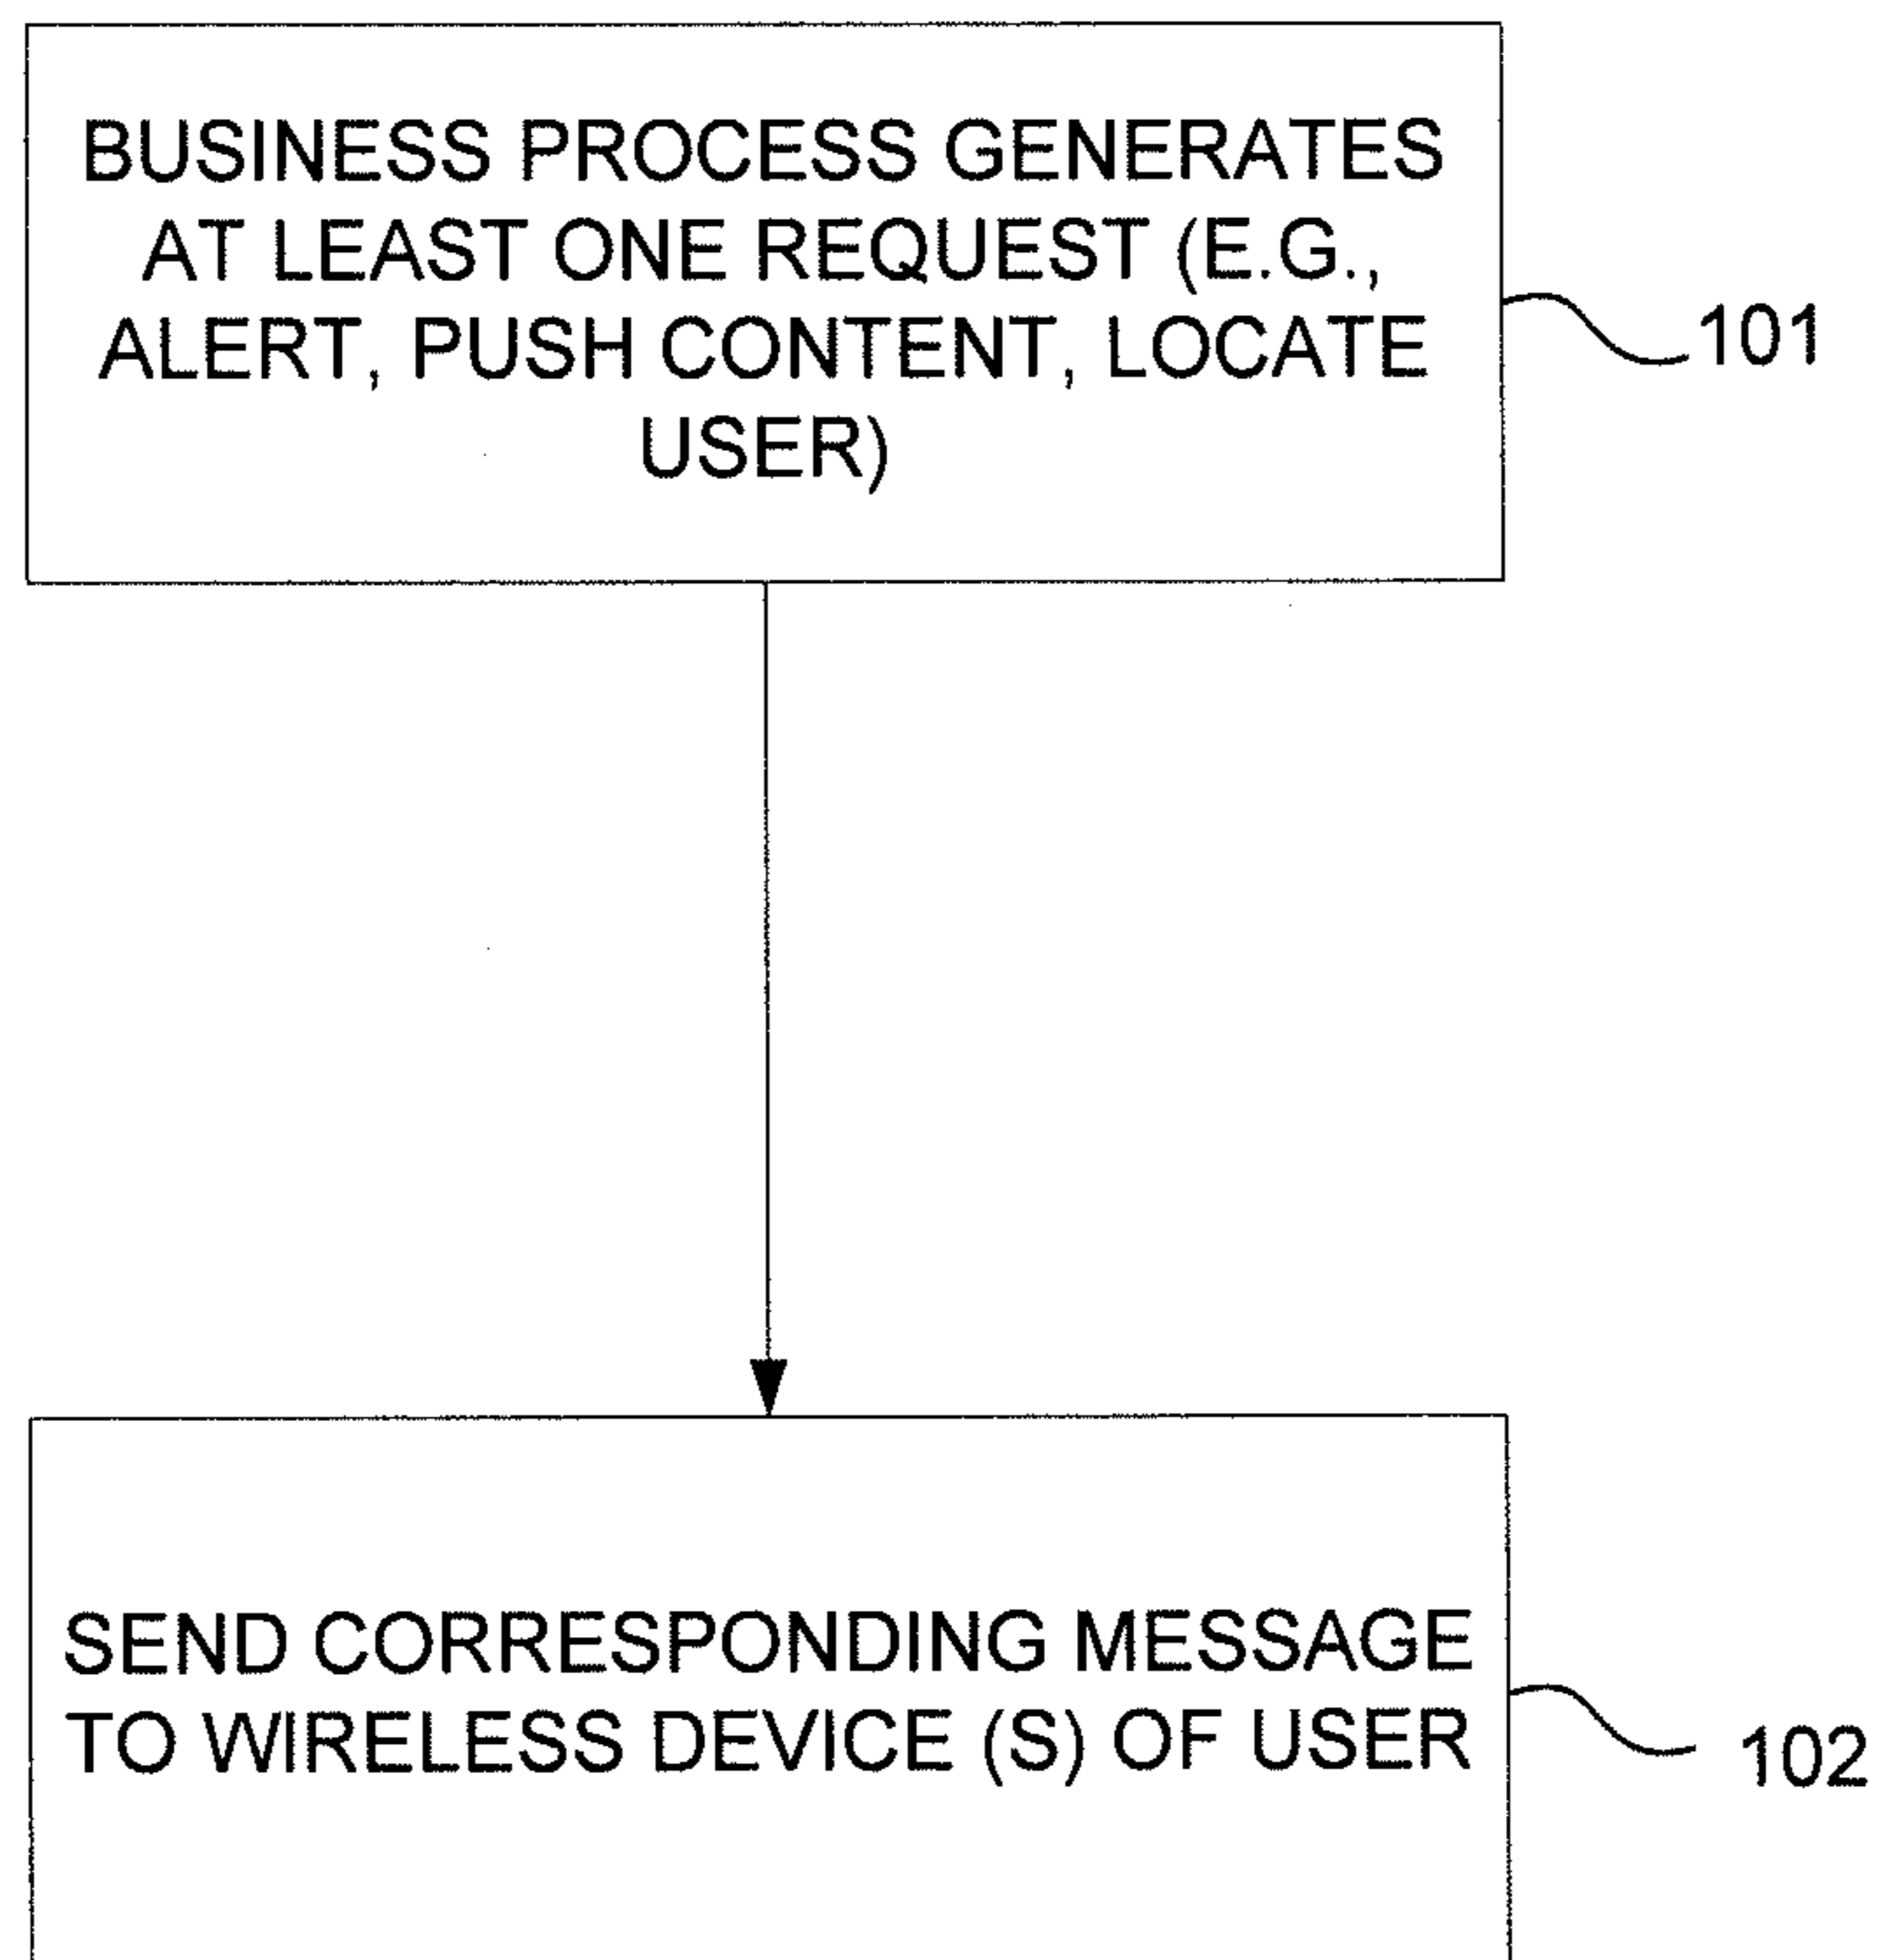 BUSINESS PROCESS GENERATES
AT LEAST ONE REQUEST (E.G.,
ALERT, PUSH CONTENT, LOCATE
USER)
101
SEND CORRESPONDING MESSAGE
TO WIRELESS DEVICE (S) OF USER
102